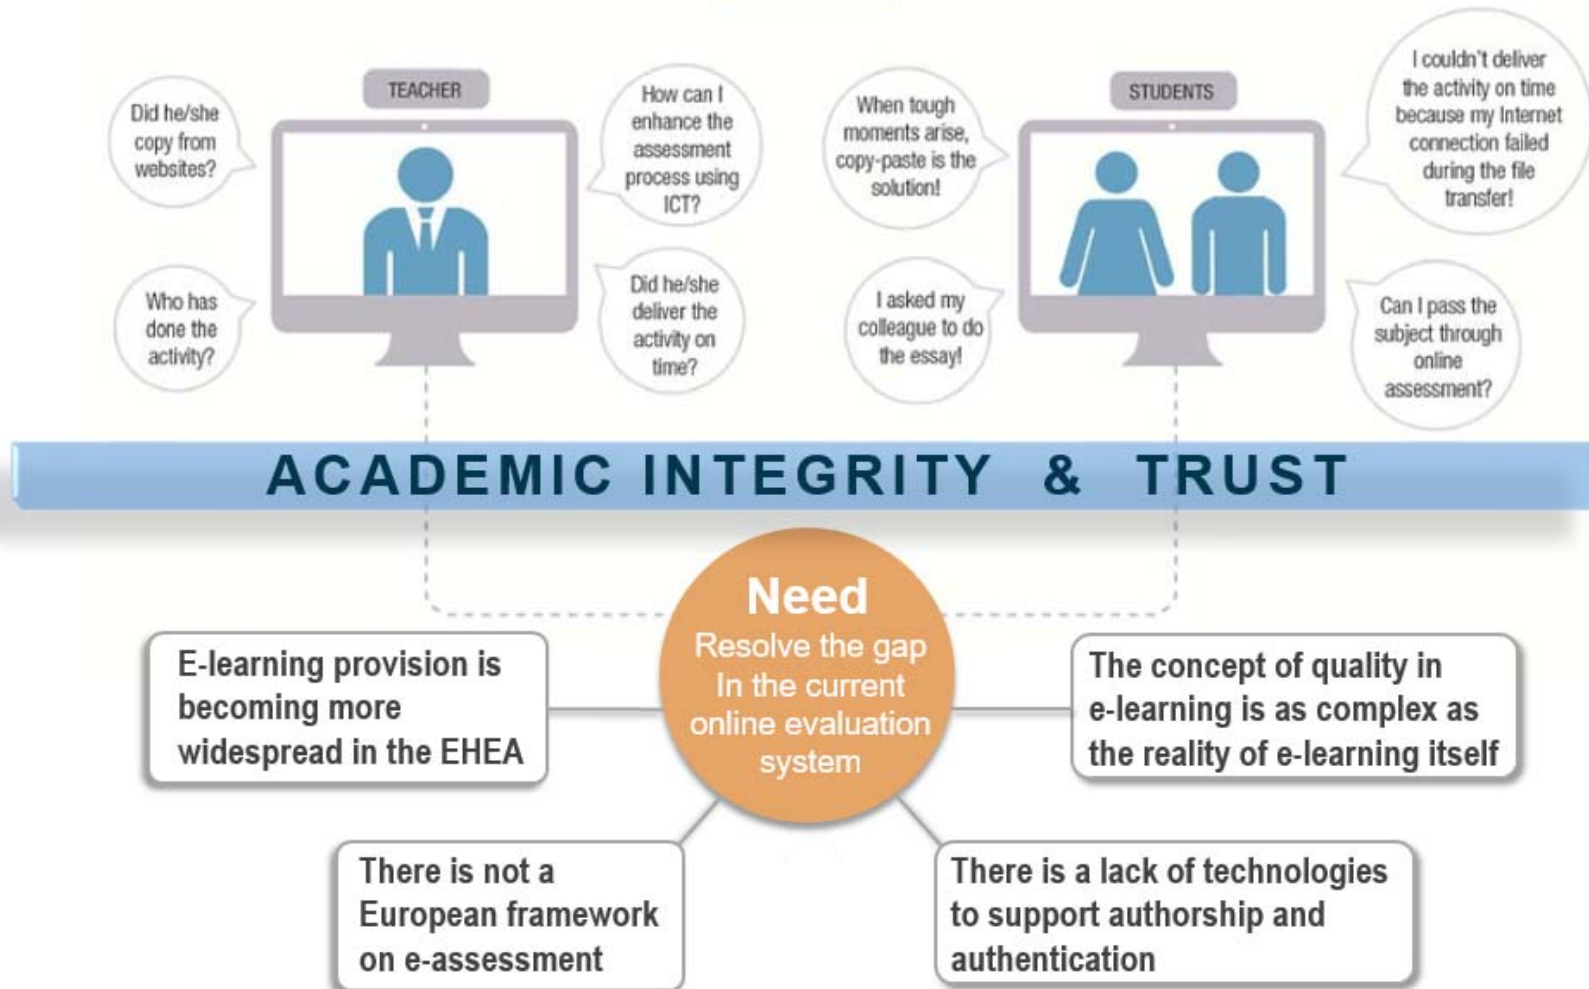 TEACHER
Did he/she
copy from
websites?
How can I
enhance the
assessment
process using
ICT?
Who has
done the
activity?
Did he/she
deliver the
activity on
time?
STUDENTS
When tough
moments arise,
copy-paste is the
solution!
I couldn't deliver
the activity on time
because my Internet
connection failed
during the file
transfer!
I asked my
colleague to do
the essay!
Can I pass the
subject through
online
assessment?
ACADEMIC INTEGRITY & TRUST
Need
Resolve the gap
In the current
online evaluation
system
E-learning provision is
becoming more
widespread in the EHEA
The concept of quality in
e-learning is as complex as
the reality of e-learning itself
There is not a
European framework
on e-assessment
There is a lack of technologies
to support authorship and
authentication